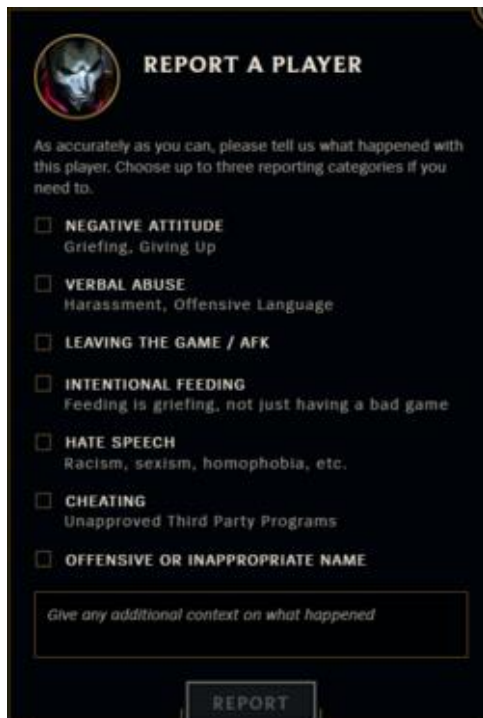 REPORT A PLAYER
As accurately as you can, please tell us what happened with
this player. Choose up to three reporting categories if you
need to.
NEGATIVE ATTITUDE
Griefing, Giving Up
VERBAL ABUSE
Harassment, Offensive Language
LEAVING THE GAME / AFK
INTENTIONAL FEEDING
Feeding is griefing, not just having a bad game
HATE SPEECH
Racism, sexism, homophobia, etc.
CHEATING
Unapproved Third Party Programs
OFFENSIVE OR INAPPROPRIATE NAME
Give any additional context on what happened
REPORT